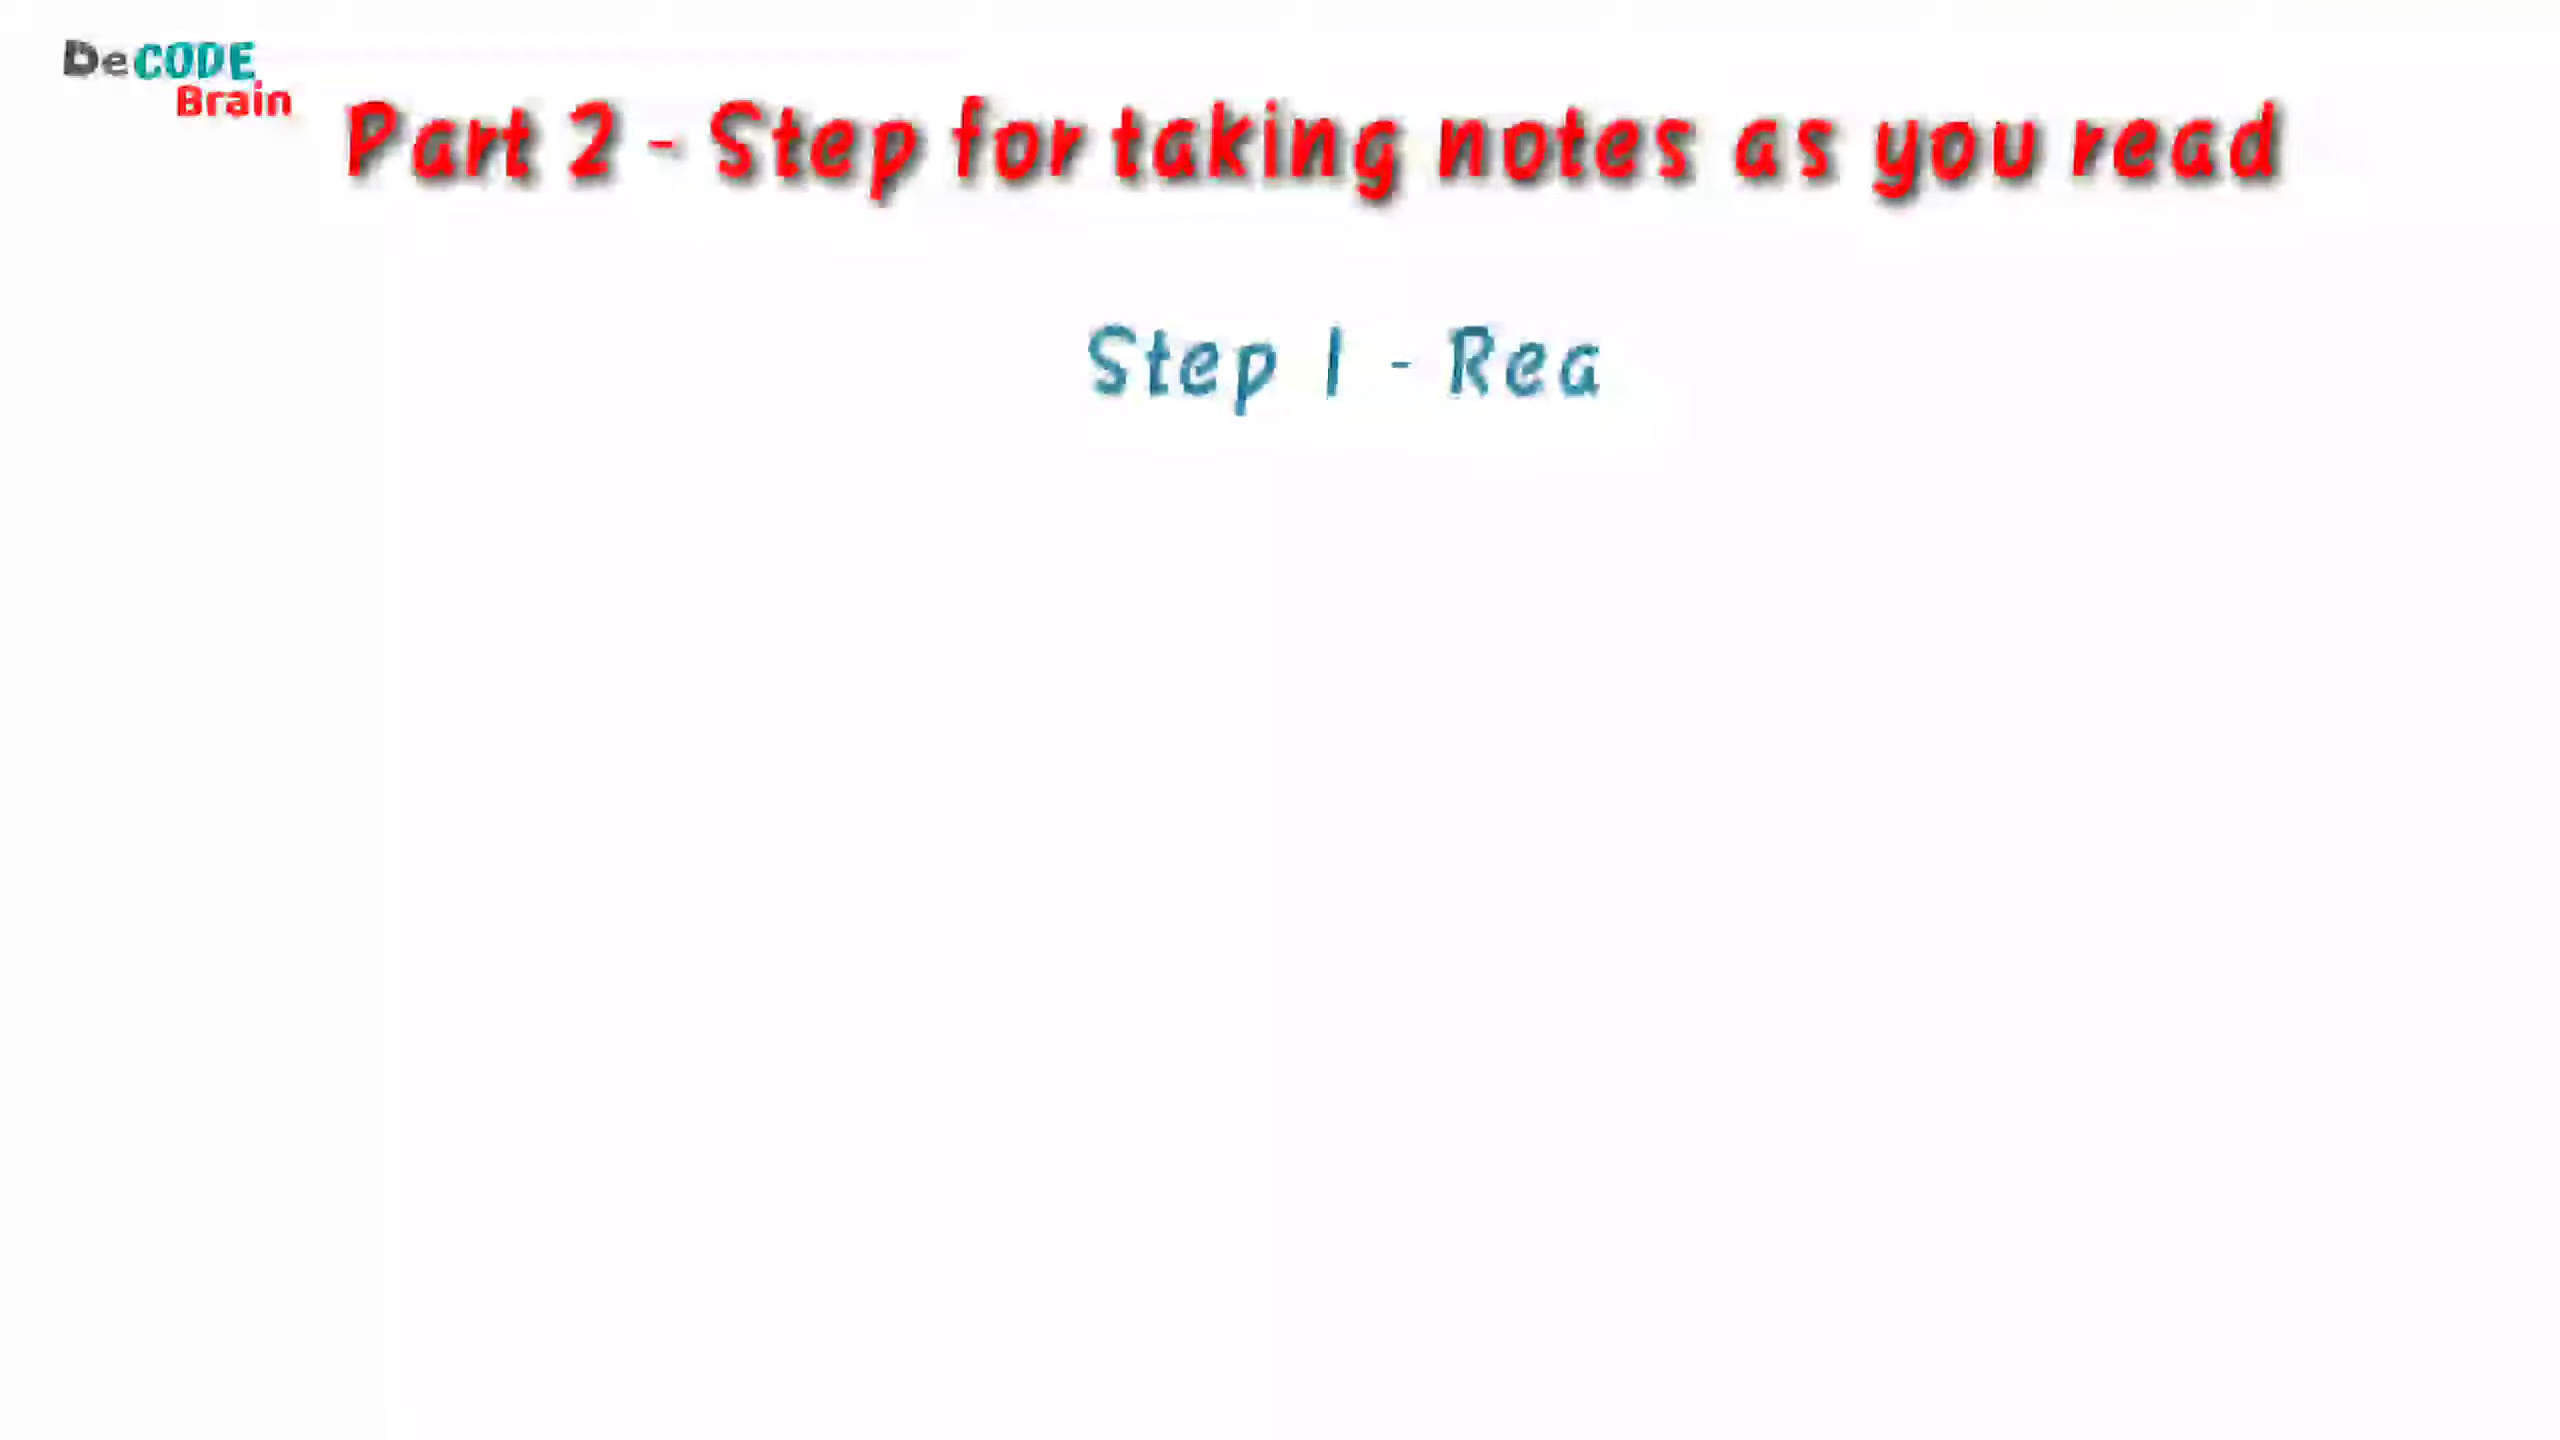 DeCODE
Brain
Part 2 - Step for taking notes as you read
Step 1 - Rea